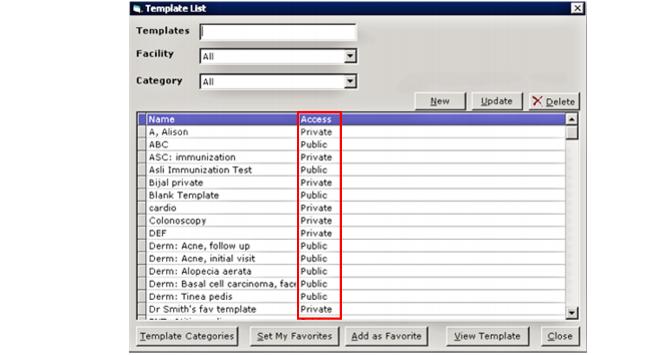 Template List
Templates
Facility All
Category All
New Update Delete
Name Access
A, Alison Private
ABC Public
ASC: immunization Private
Asli Immunization Test Public
Bijal private Private
Blank Template Public
cardio Private
Colonoscopy Private
DEF Private
Derm: Acne, follow up Public
Derm: Acne, initial visit Public
Derm: Alopecia aerata Public
Derm: Basal cell carcinoma, face Public
Derm: Tinea pedis Public
Dr Smith's fav template Private
Template Categories Set My Favorites Add as Favorite View Template Close